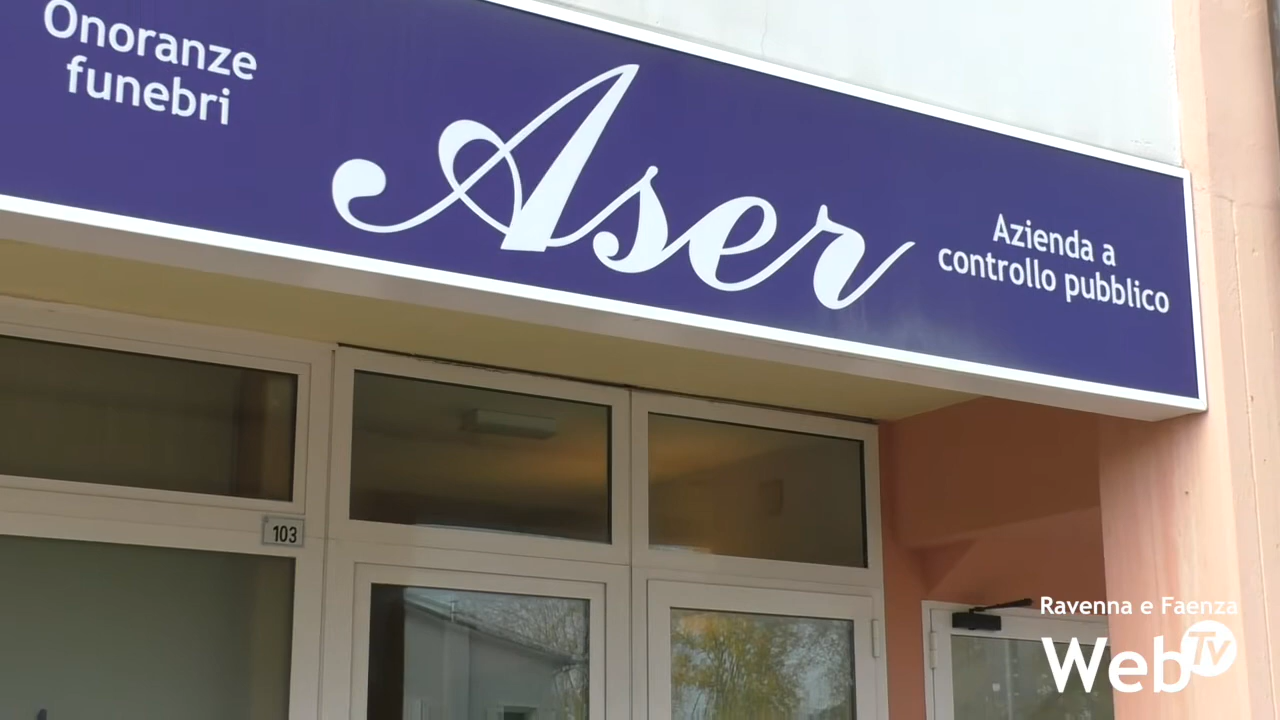 Onoranze
funebri
Aser
Azienda a
controllo pubblico
103
Ravenna e Faenza
WebTv